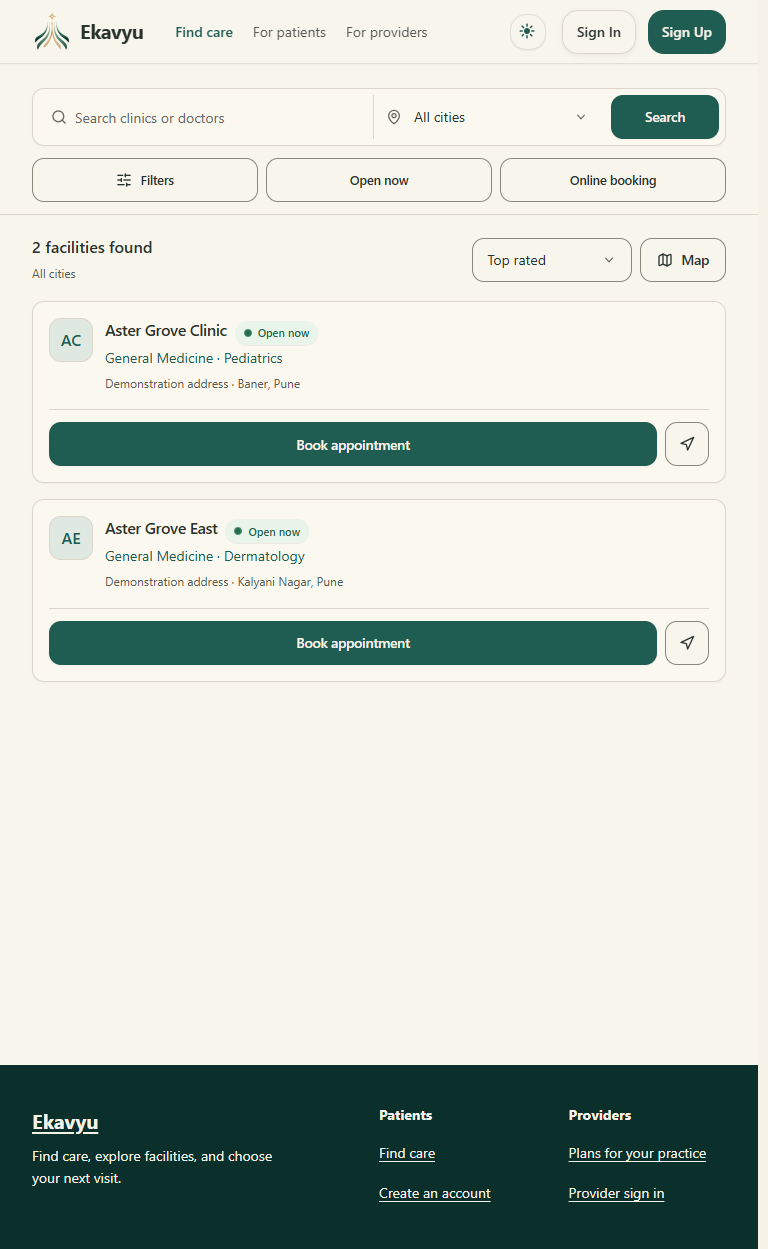 Ekavyu
Find care
For patients
For providers
Sign In
Sign Up
Search clinics or doctors
All cities
Search
Filters
Open now
Online booking
2 facilities found
All cities
Top rated
Map
AC
Aster Grove Clinic
Open now
General Medicine · Pediatrics
Demonstration address · Baner, Pune
Book appointment
AE
Aster Grove East
Open now
General Medicine · Dermatology
Demonstration address · Kalyani Nagar, Pune
Book appointment
Ekavyu
Find care, explore facilities, and choose
your next visit.
Patients
Find care
Create an account
Providers
Plans for your practice
Provider sign in